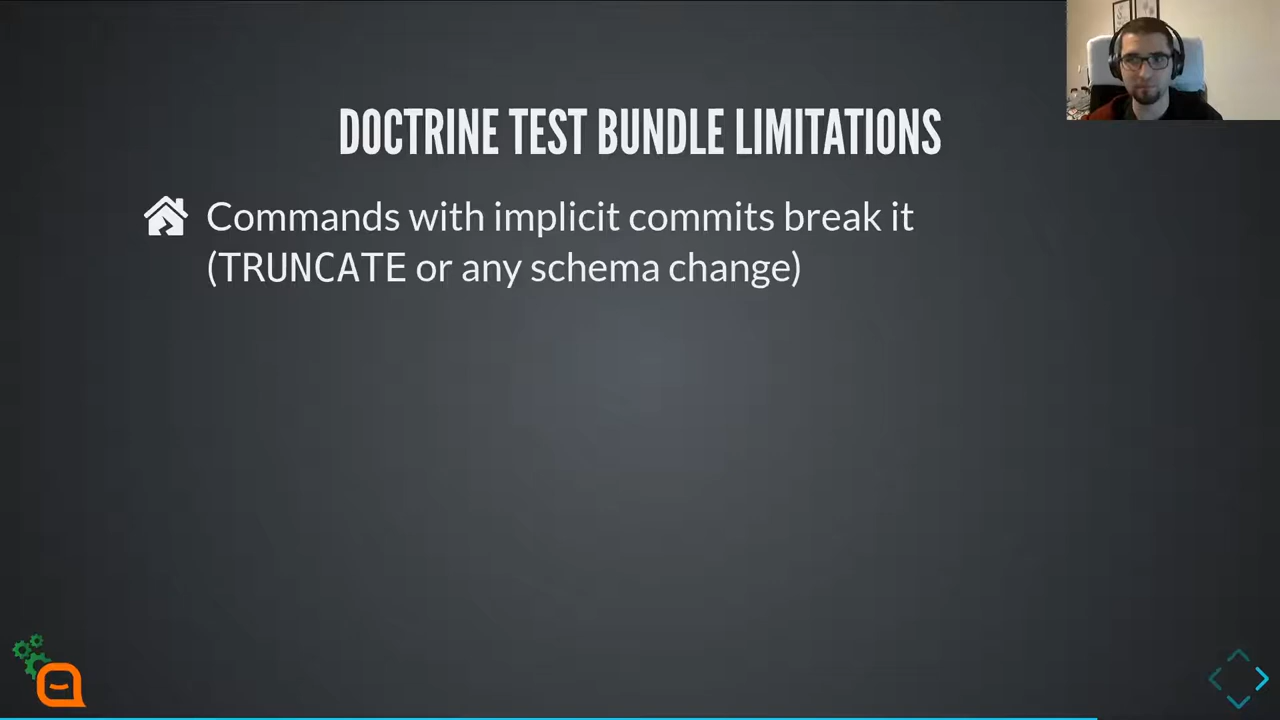 DOCTRINE TEST BUNDLE LIMITATIONS
Commands with implicit commits break it
(TRUNCATE or any schema change)